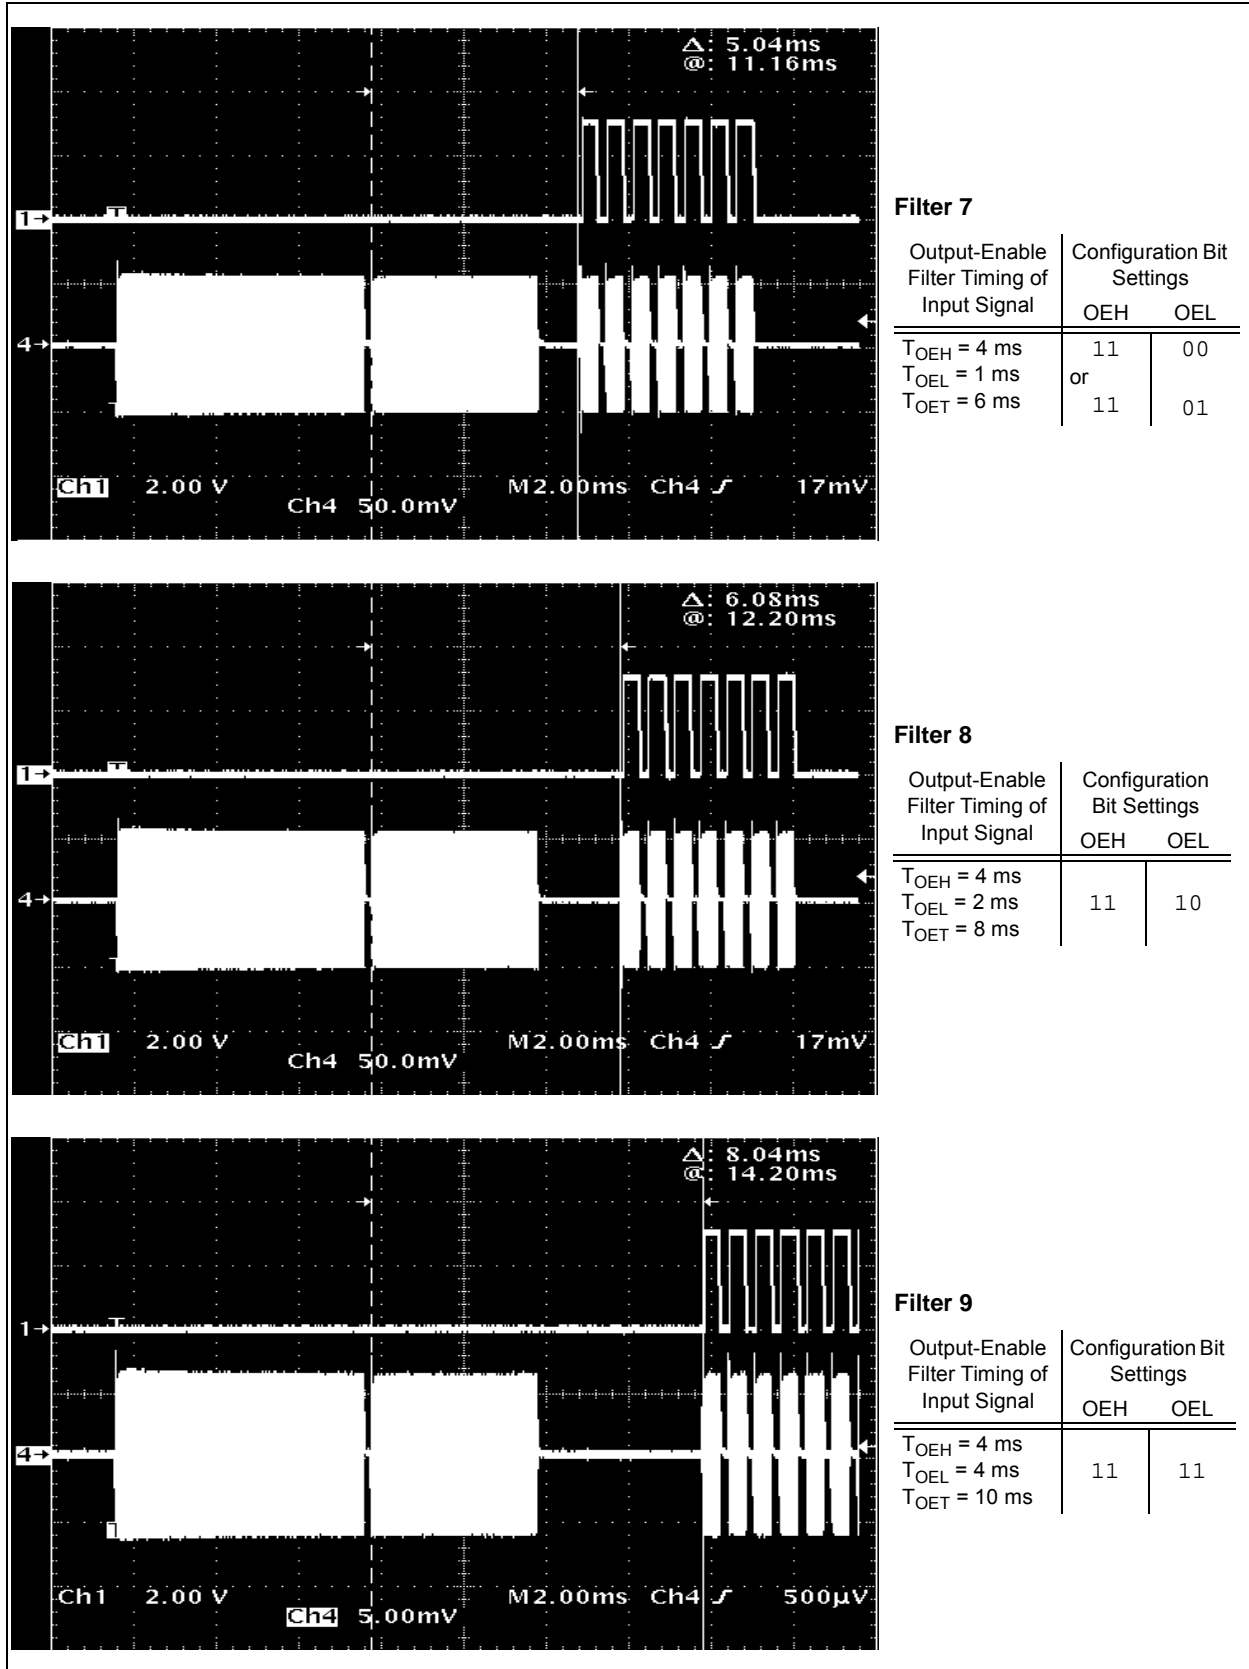 Δ: 5.04ms
@: 11.16ms
1→
T
4→
Ch1 2.00 V M2.00ms Ch4 17mV
Ch4 50.0mV
Filter 7
Output-Enable Filter Timing of Input Signal
Configuration Bit Settings
OEH OEL
TOEH = 4 ms 11 00
TOEL = 1 ms or
TOET = 6 ms 11 01
Δ: 6.08ms
@: 12.20ms
1→
T
4→
Ch1 2.00 V M2.00ms Ch4 17mV
Ch4 50.0mV
Filter 8
Output-Enable Filter Timing of Input Signal
Configuration Bit Settings
OEH OEL
TOEH = 4 ms
TOEL = 2 ms 11 10
TOET = 8 ms
Δ: 8.04ms
@: 14.20ms
1→
T
4→
Ch1 2.00 V M2.00ms Ch4 500µV
Ch4 5.00mV
Filter 9
Output-Enable Filter Timing of Input Signal
Configuration Bit Settings
OEH OEL
TOEH = 4 ms
TOEL = 4 ms 11 11
TOET = 10 ms